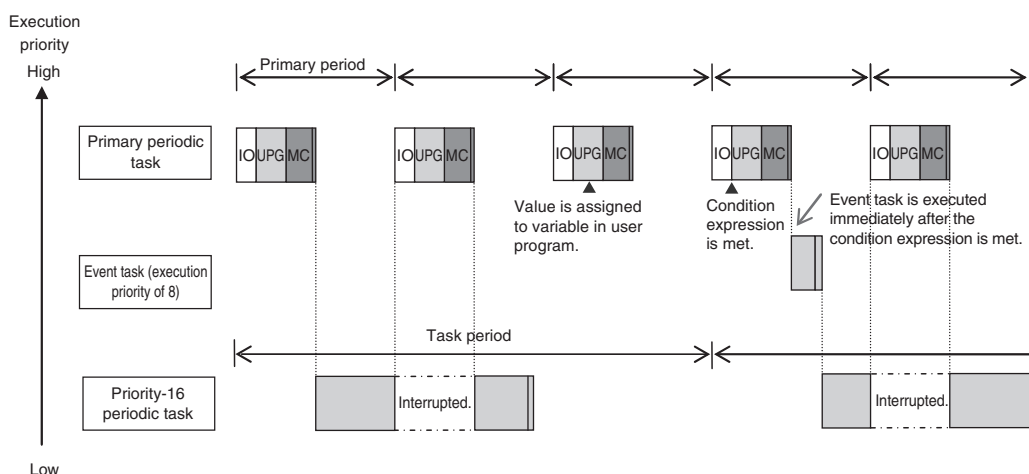 Execution
priority
High
Primary period
Primary periodic
task
IO UPG MC
IO UPG MC
IO UPG MC
IO UPG MC
IO UPG MC
Value is assigned
to variable in user
program.
Condition
expression
is met.
Event task is executed
immediately after the
condition expression is met.
Event task (execution
priority of 8)
Task period
Priority-16
periodic task
Interrupted.
Interrupted.
Low